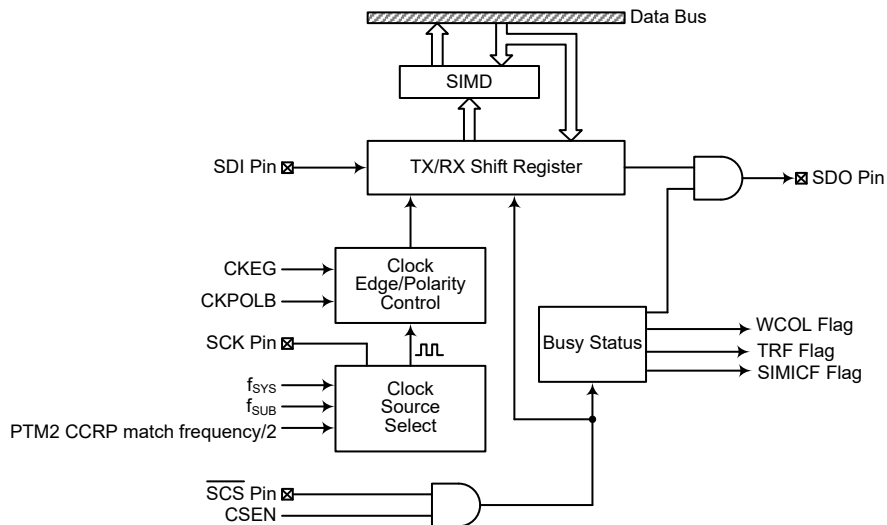 Data Bus
SIMD
SDI Pin
TX/RX Shift Register
SDO Pin
CKEG
CKPOLB
Clock
Edge/Polarity
Control
SCK Pin
Busy Status
WCOL Flag
TRF Flag
SIMICF Flag
fSYS
fSUB
PTM2 CCRP match frequency/2
Clock
Source
Select
SCS Pin
CSEN